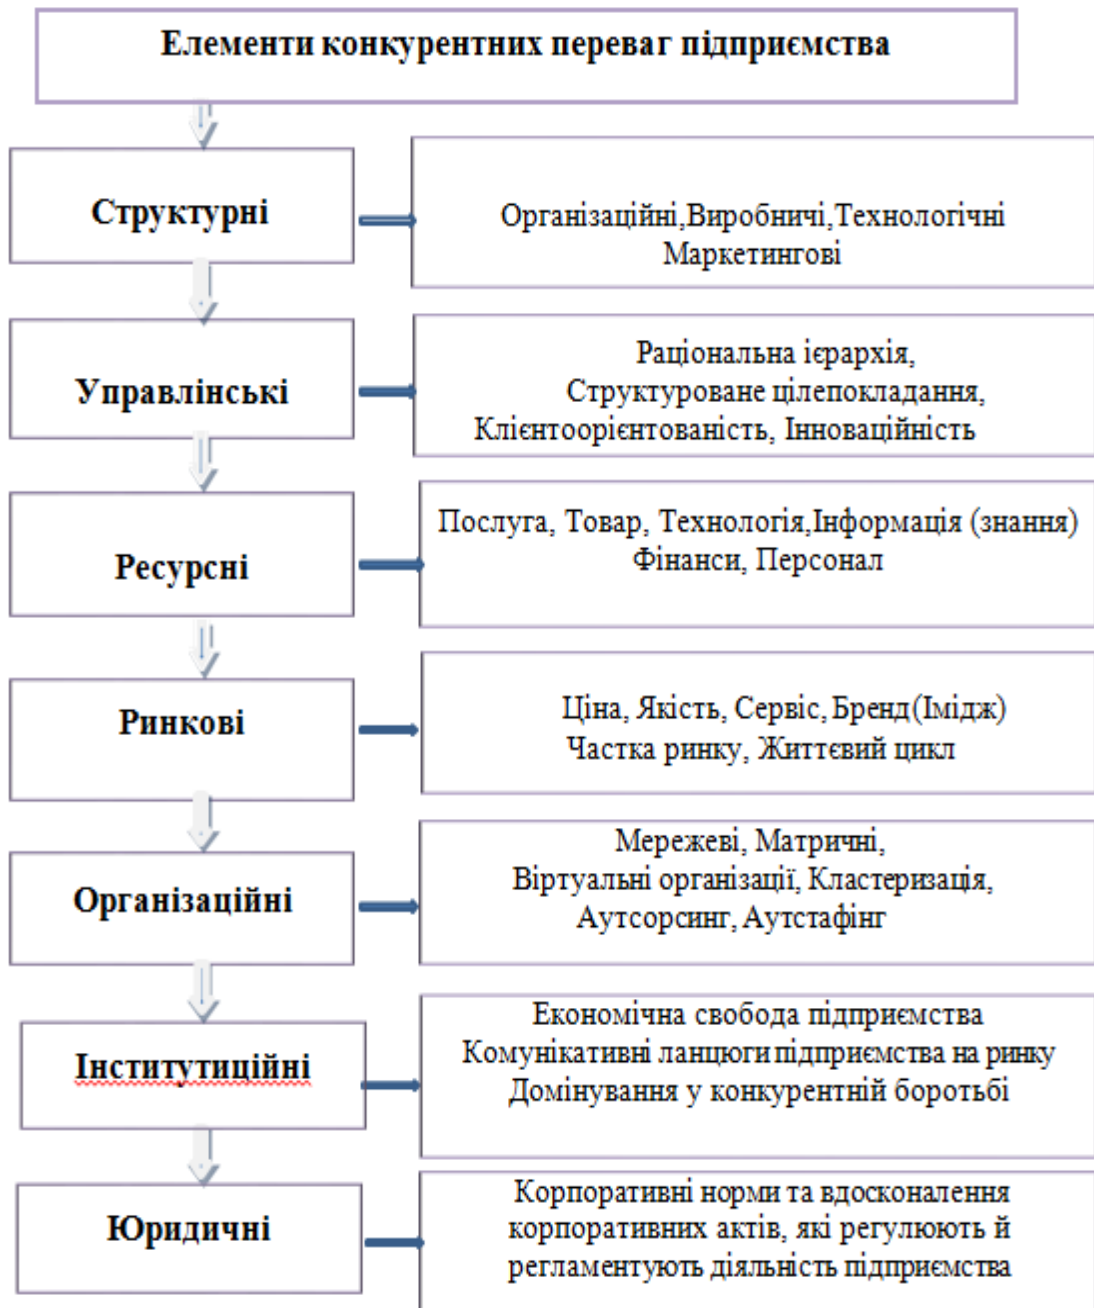 Елементи конкурентних переваг підприємства
Структурні
Організаційні,Виробничі,Технологічні
Маркетингові
Управлінські
Раціональна ієрархія,
Структуроване цілепокладання,
Клієнтоорієнтованість, Інноваційність
Ресурсні
Послуга, Товар, Технологія,Інформація (знання)
Фінанси, Персонал
Ринкові
Ціна, Якість, Сервіс, Бренд(Імідж)
Частка ринку, Життєвий цикл
Організаційні
Мережеві, Матричні,
Віртуальні організації, Кластеризація,
Аутсорсинг, Аутстафінг
Інститутиційні
Економічна свобода підприємства
Комунікативні ланцюги підприємства на ринку
Домінування у конкурентній боротьбі
Юридичні
Корпоративні норми та вдосконалення
корпоративних актів, які регулюють й
регламентують діяльність підприємства